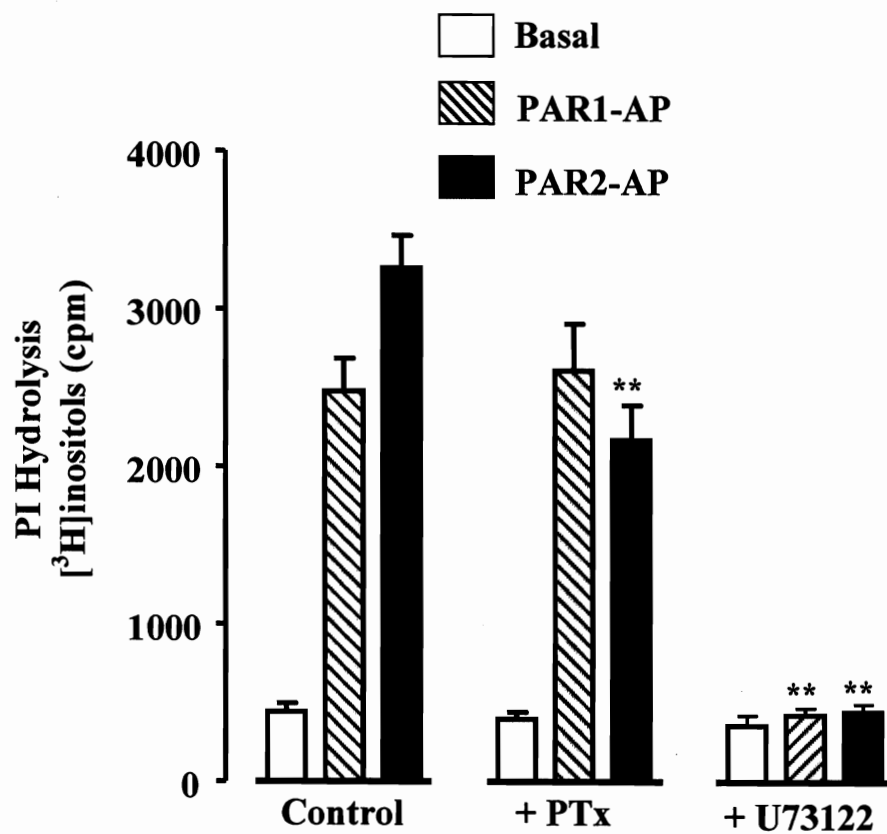 Basal
PAR1-AP
PAR2-AP
4000
3000
2000
1000
0
PI Hydrolysis
[³H]inositols (cpm)
**
**
**
Control
+ PTx
+ U73122